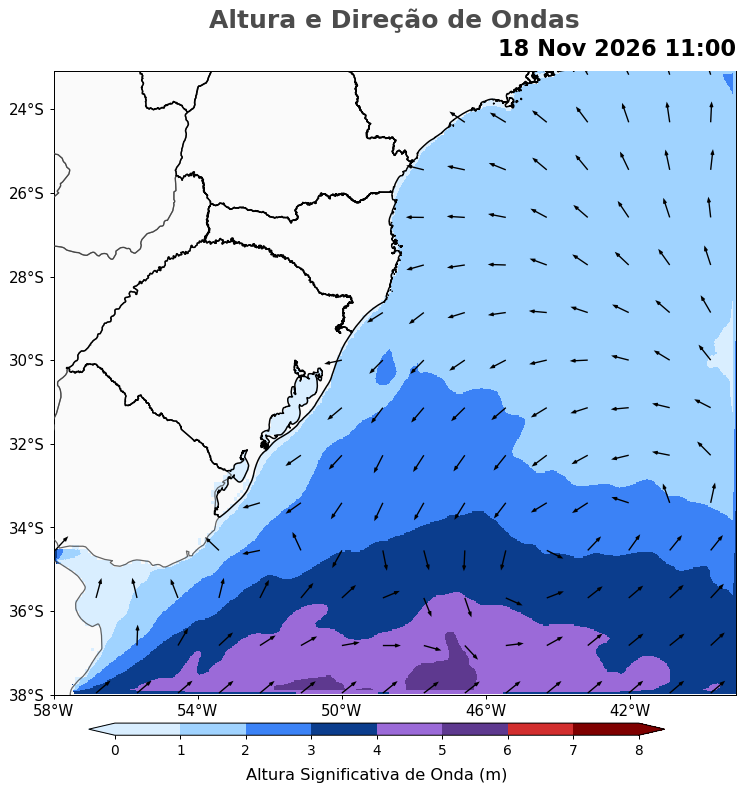 Altura e Direção de Ondas
18 Nov 2026 11:00
24°S
26°S
28°S
30°S
32°S
34°S
36°S
38°S
58°W 54°W 50°W 46°W 42°W
0 1 2 3 4 5 6 7 8
Altura Significativa de Onda (m)